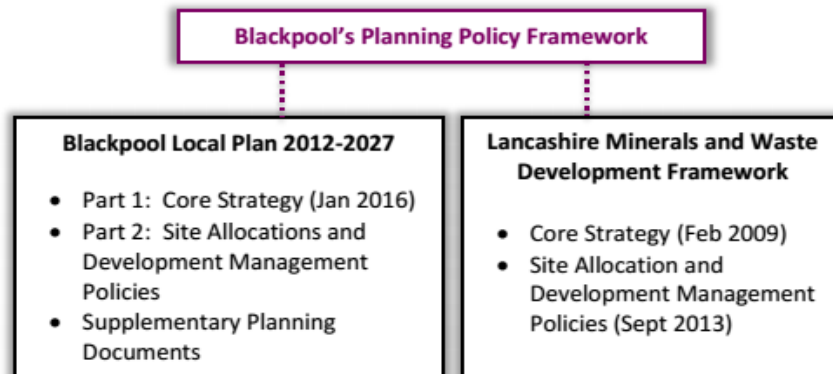 Blackpool’s Planning Policy Framework
Blackpool Local Plan 2012-2027
• Part 1: Core Strategy (Jan 2016)
• Part 2: Site Allocations and
Development Management
Policies
• Supplementary Planning
Documents
Lancashire Minerals and Waste
Development Framework
• Core Strategy (Feb 2009)
• Site Allocation and
Development Management
Policies (Sept 2013)